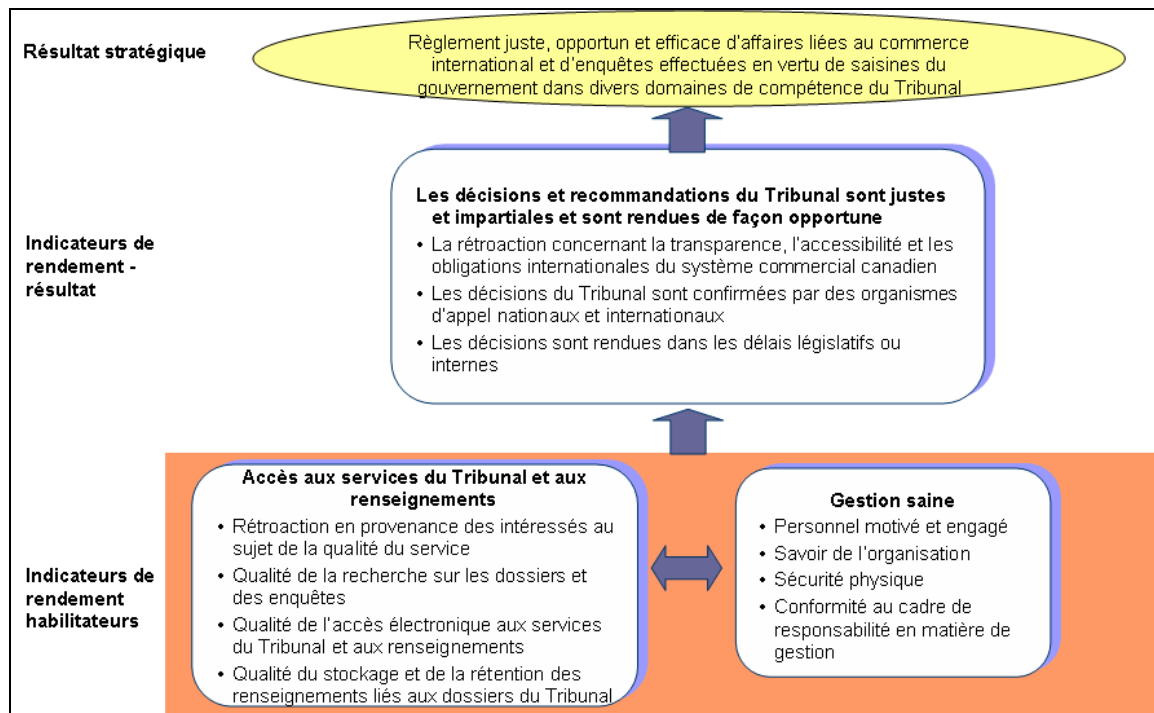 Résultat stratégique
Règlement juste, opportun et efficace d'affaires liées au commerce
international et d'enquêtes effectuées en vertu de saisines du
gouvernement dans divers domaines de compétence du Tribunal
Indicateurs de
rendement -
résultat
Les décisions et recommandations du Tribunal sont justes
et impartiales et sont rendues de façon opportune
• La rétroaction concernant la transparence, l'accessibilité et les
obligations internationales du système commercial canadien
• Les décisions du Tribunal sont confirmées par des organismes
d'appel nationaux et internationaux
• Les décisions sont rendues dans les délais législatifs ou
internes
Indicateurs de
rendement
habilitateurs
Accès aux services du Tribunal et aux
renseignements
• Rétroaction en provenance des intéressés au
sujet de la qualité du service
• Qualité de la recherche sur les dossiers et
des enquêtes
• Qualité de l'accès électronique aux services
du Tribunal et aux renseignements
• Qualité du stockage et de la rétention des
renseignements liés aux dossiers du Tribunal
Gestion saine
• Personnel motivé et engagé
• Savoir de l'organisation
• Sécurité physique
• Conformité au cadre de
responsabilité en matière de
gestion